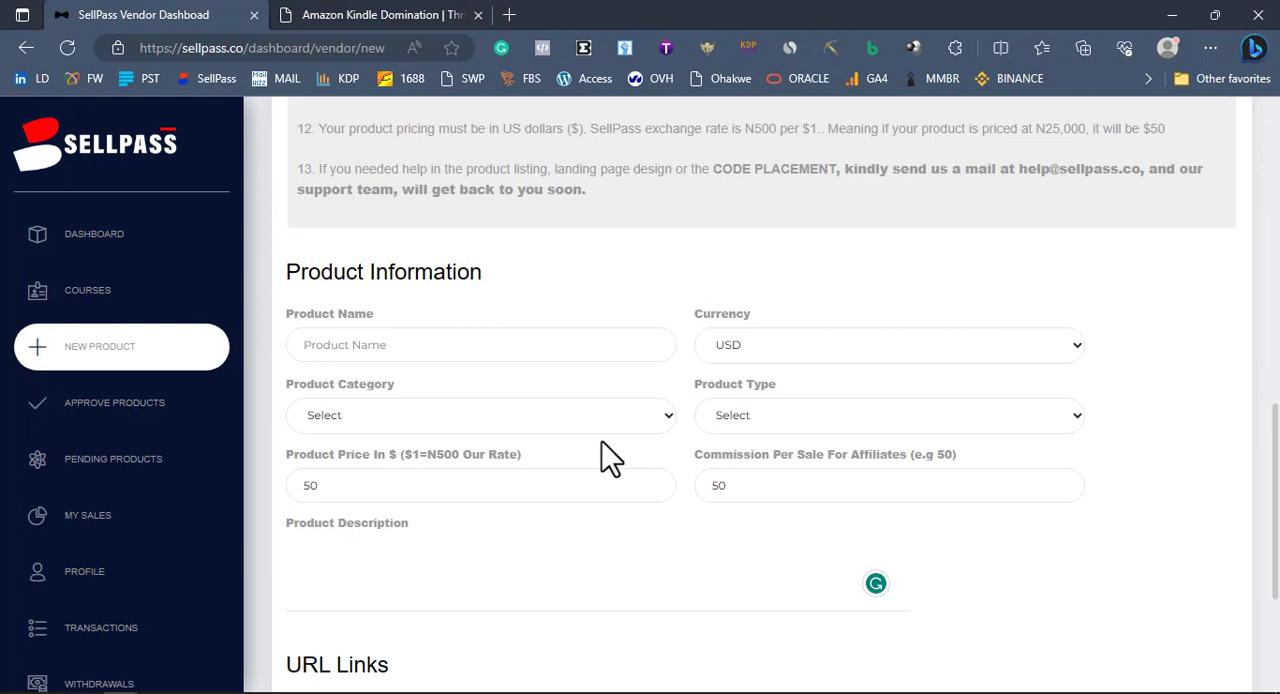 SellPass Vendor Dashboad
Amazon Kindle Domination | Thri
https://sellpass.co/dashboard/vendor/new
KDP
LD
FW
PST
SellPass
MAIL
KDP
1688
SWP
FBS
Access
OVH
Ohakwe
ORACLE
GA4
MMBR
BINANCE
Other favorites
SELLPASS
DASHBOARD
COURSES
NEW PRODUCT
APPROVE PRODUCTS
PENDING PRODUCTS
MY SALES
PROFILE
TRANSACTIONS
WITHDRAWALS
12. Your product pricing must be in US dollars ($). SellPass exchange rate is N500 per $1.. Meaning if your product is priced at N25,000, it will be $50
13. If you needed help in the product listing, landing page design or the CODE PLACEMENT, kindly send us a mail at help@sellpass.co, and our
support team, will get back to you soon.
Product Information
Product Name
Currency
Product Name
USD
Product Category
Product Type
Select
Select
Product Price In $ ($1=N500 Our Rate)
Commission Per Sale For Affiliates (e.g 50)
50
50
Product Description
URL Links